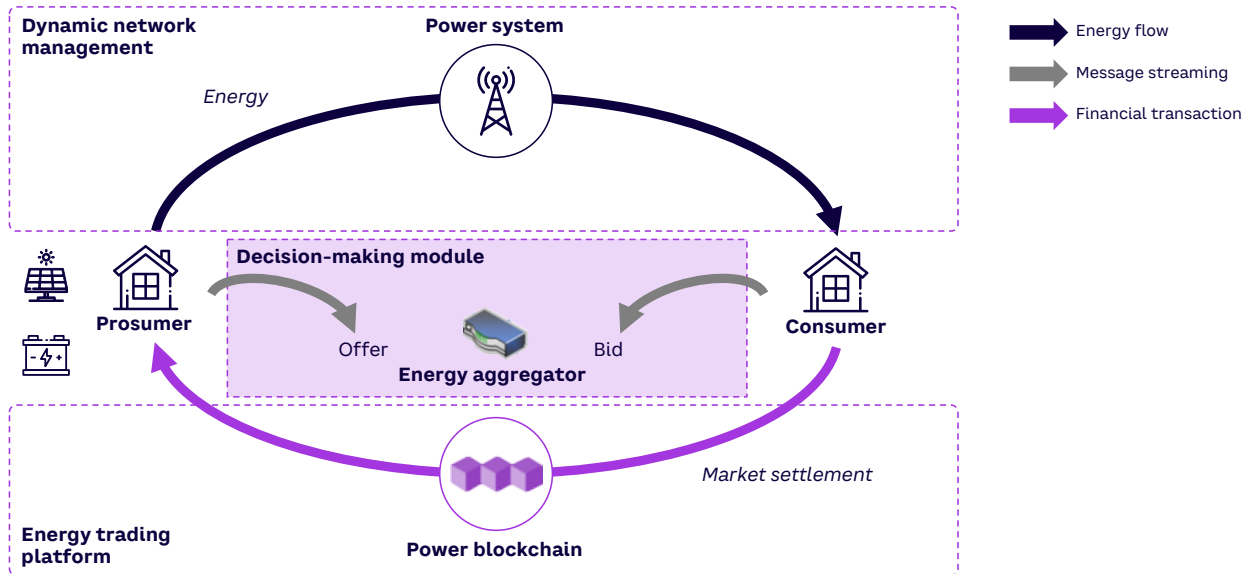 Dynamic network
management
Power system
Energy flow
Message streaming
Financial transaction
Energy
Decision-making module
Prosumer
Consumer
Offer
Bid
Energy aggregator
Market settlement
Energy trading
platform
Power blockchain